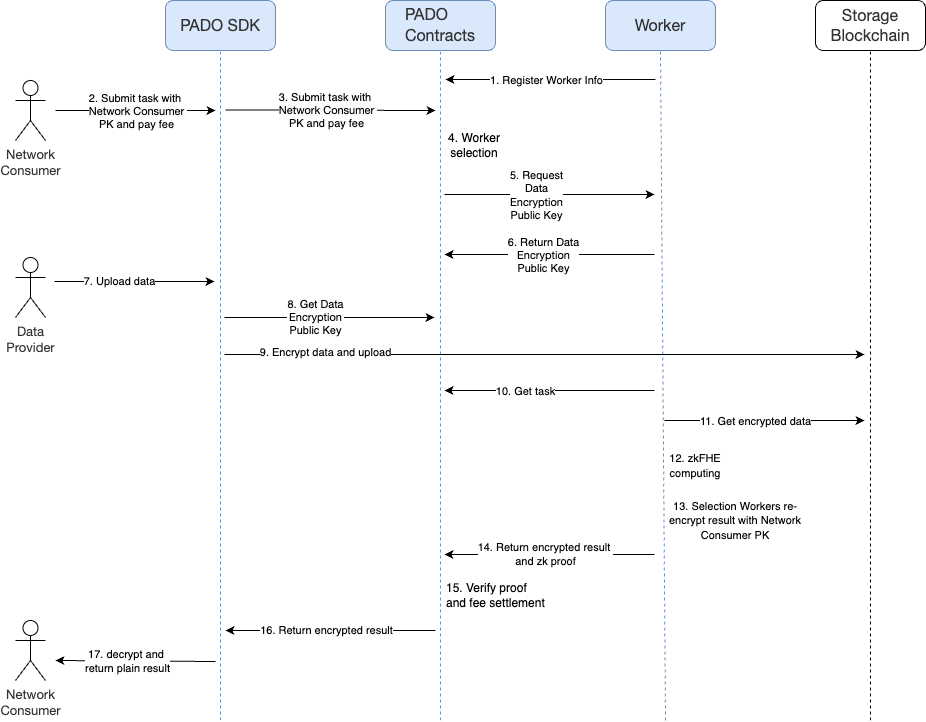 PADO SDK
PADO
Contracts
Worker
Storage
Blockchain
1. Register Worker Info
2. Submit task with
Network Consumer
PK and pay fee
3. Submit task with
Network Consumer
PK and pay fee
Network
Consumer
4. Worker
selection
5. Request
Data
Encryption
Public Key
6. Return Data
Encryption
Public Key
7. Upload data
Data
Provider
8. Get Data
Encryption
Public Key
9. Encrypt data and upload
10. Get task
11. Get encrypted data
12. zkFHE
computing
13. Selection Workers re-
encrypt result with Network
Consumer PK
14. Return encrypted result
and zk proof
15. Verify proof
and fee settlement
16. Return encrypted result
17. decrypt and
return plain result
Network
Consumer